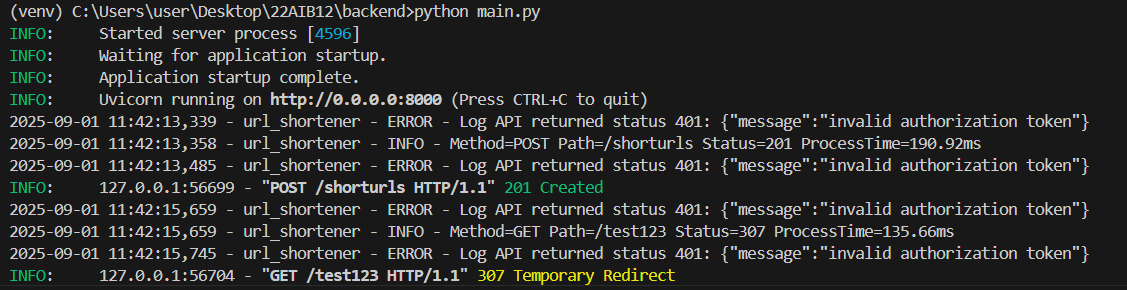 (venv) C:\Users\user\Desktop\22AIB12\backend>python main.py
INFO:     Started server process [4596]
INFO:     Waiting for application startup.
INFO:     Application startup complete.
INFO:     Uvicorn running on http://0.0.0.0:8000 (Press CTRL+C to quit)
2025-09-01 11:42:13,339 - url_shortener - ERROR - Log API returned status 401: {"message":"invalid authorization token"}
2025-09-01 11:42:13,358 - url_shortener - INFO - Method=POST Path=/shorturls Status=201 ProcessTime=190.92ms
2025-09-01 11:42:13,485 - url_shortener - ERROR - Log API returned status 401: {"message":"invalid authorization token"}
INFO:     127.0.0.1:56699 - "POST /shorturls HTTP/1.1" 201 Created
2025-09-01 11:42:15,659 - url_shortener - ERROR - Log API returned status 401: {"message":"invalid authorization token"}
2025-09-01 11:42:15,659 - url_shortener - INFO - Method=GET Path=/test123 Status=307 ProcessTime=135.66ms
2025-09-01 11:42:15,745 - url_shortener - ERROR - Log API returned status 401: {"message":"invalid authorization token"}
INFO:     127.0.0.1:56704 - "GET /test123 HTTP/1.1" 307 Temporary Redirect